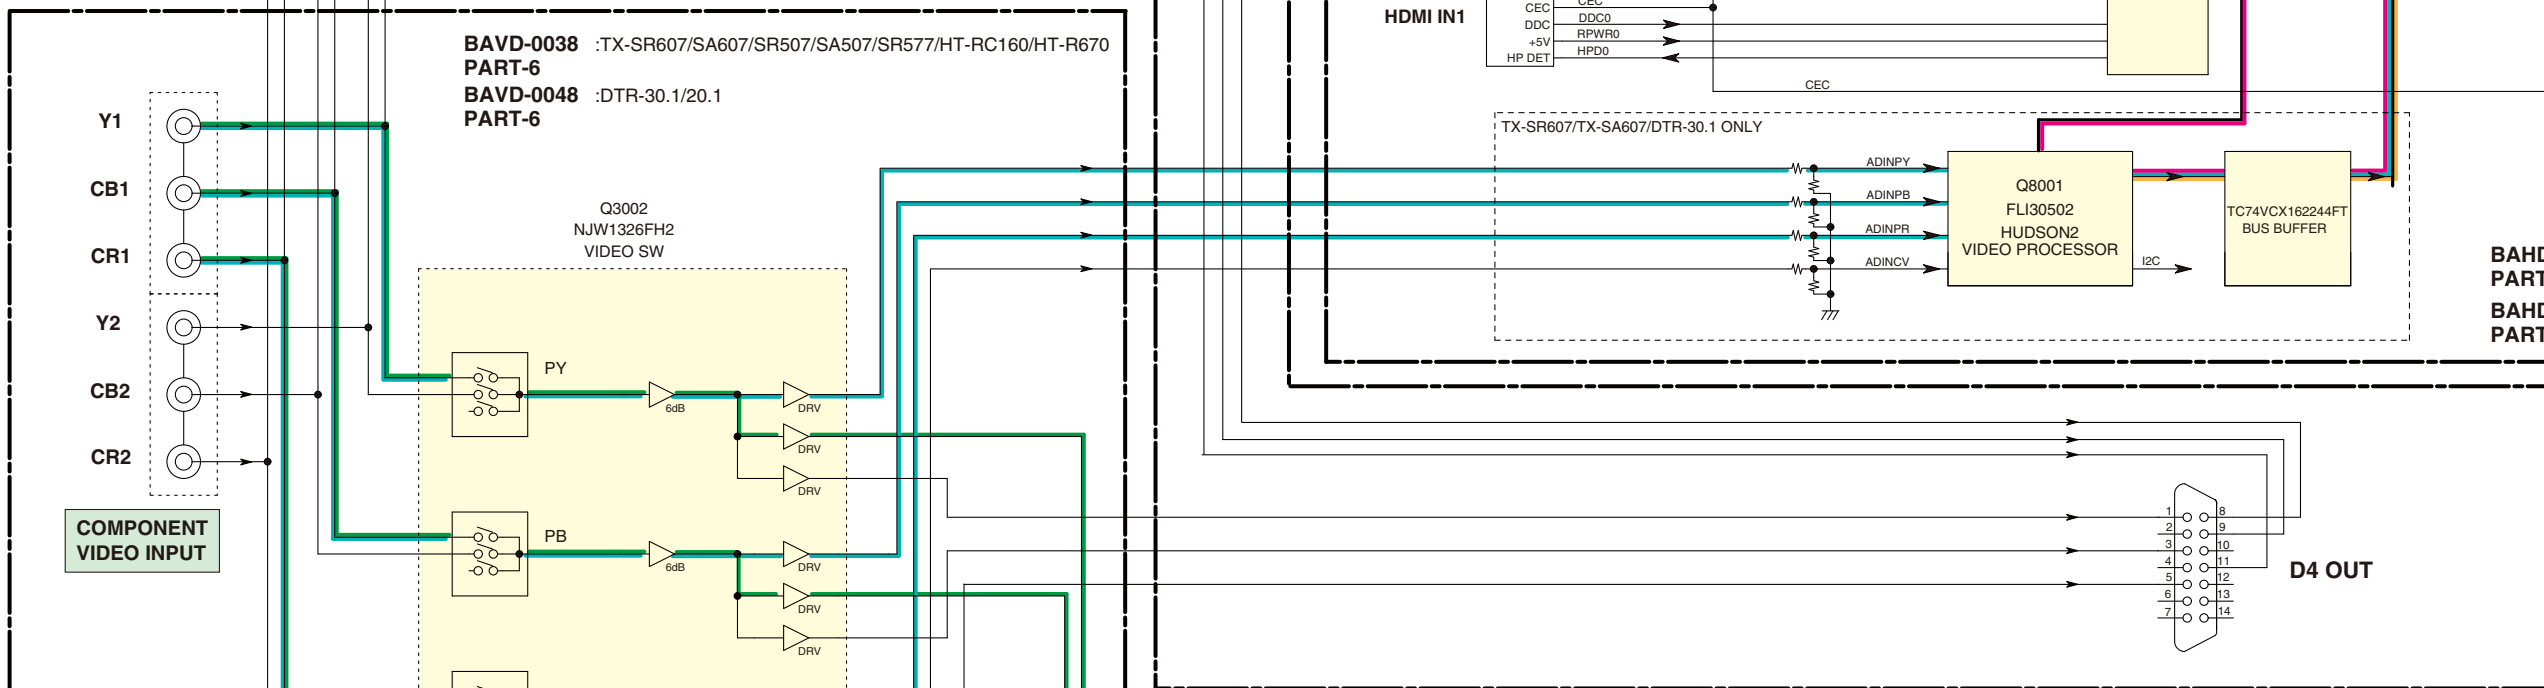 BAVD-0038 :TX-SR607/SA607/SR507/SA507/SR577/HT-RC160/HT-R670
PART-6
BAVD-0048 :DTR-30.1/20.1
PART-6
Y1
CB1
CR1
Y2
CB2
CR2
COMPONENT
VIDEO INPUT
Q3002
NJW1326FH2
VIDEO SW
PY
6dB
DRV
DRV
DRV
PB
6dB
DRV
DRV
DRV
HDMI IN1
CEC CEC
DDC DDC0
+5V RPWR0
HP DET HPD0
CEC
TX-SR607/TX-SA607/DTR-30.1 ONLY
ADINPY
ADINPB
ADINPR
ADINCV
Q8001
FLI30502
HUDSON2
VIDEO PROCESSOR
I2C
TC74VCX162244FT
BUS BUFFER
BAHD
PART
BAHD
PART
1 8
2 9
3 10
4 11
5 12
6 13
7 14
D4 OUT